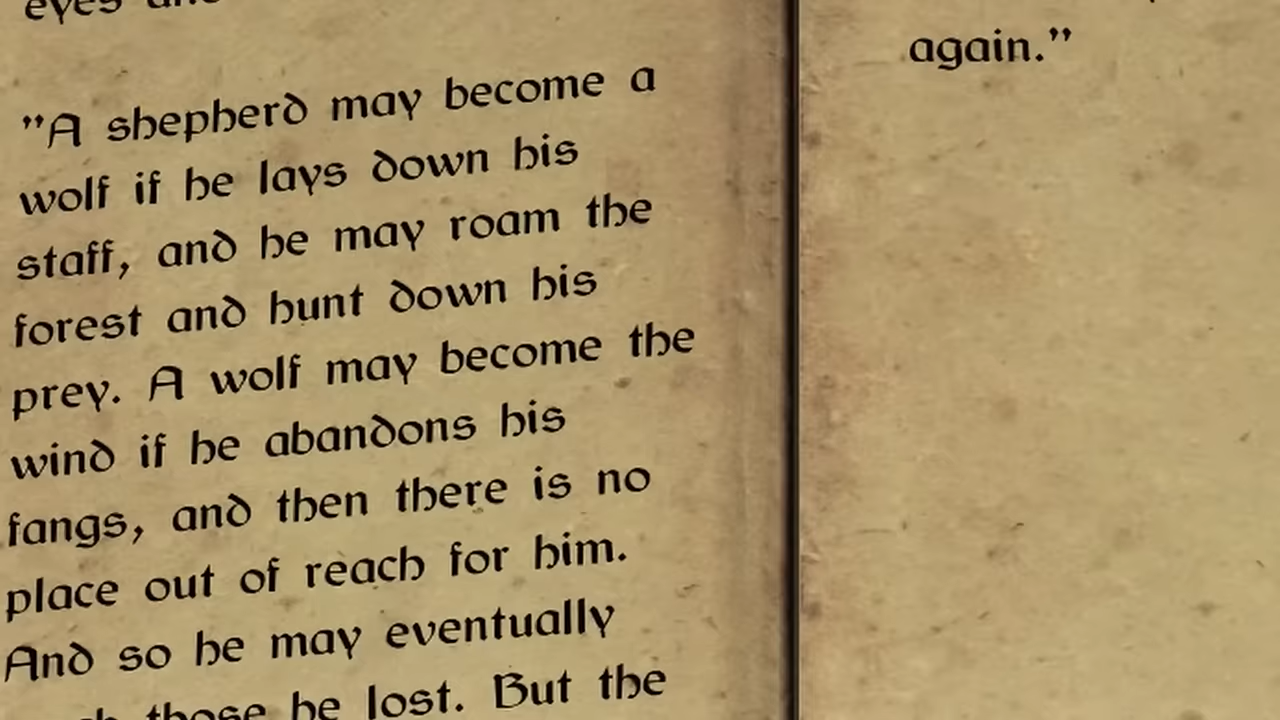 eyes and
"A shepherd may become a
wolf if he lays down his
staff, and he may roam the
forest and hunt down his
prey. A wolf may become the
wind if he abandons his
fangs, and then there is no
place out of reach for him.
And so he may eventually
those he lost. But the
again."